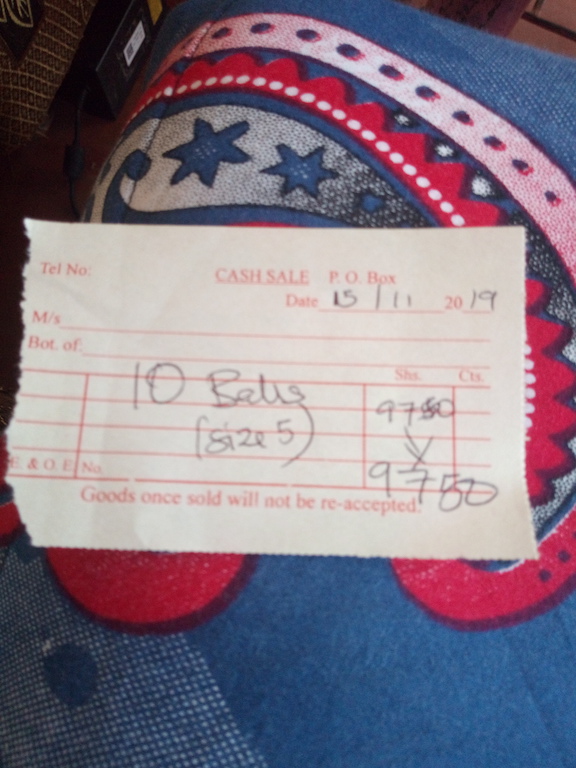 Tel No: CASH SALE P. O. Box
Date 15/11 2019
M/s
Bot. of:
Shs. Cts.
10 Balls 9750
(size 5)
E. & O. E. No. 9750
Goods once sold will not be re-accepted.